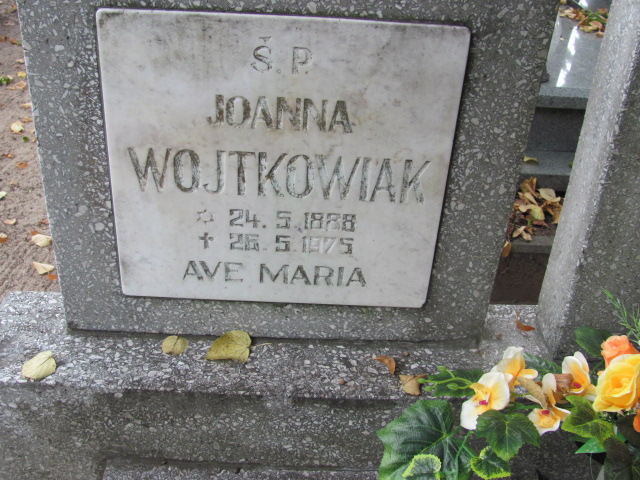 Ś.P.
JOANNA
WOJTKOWIAK
* 24.5.1888
† 26.5.1975
AVE MARIA